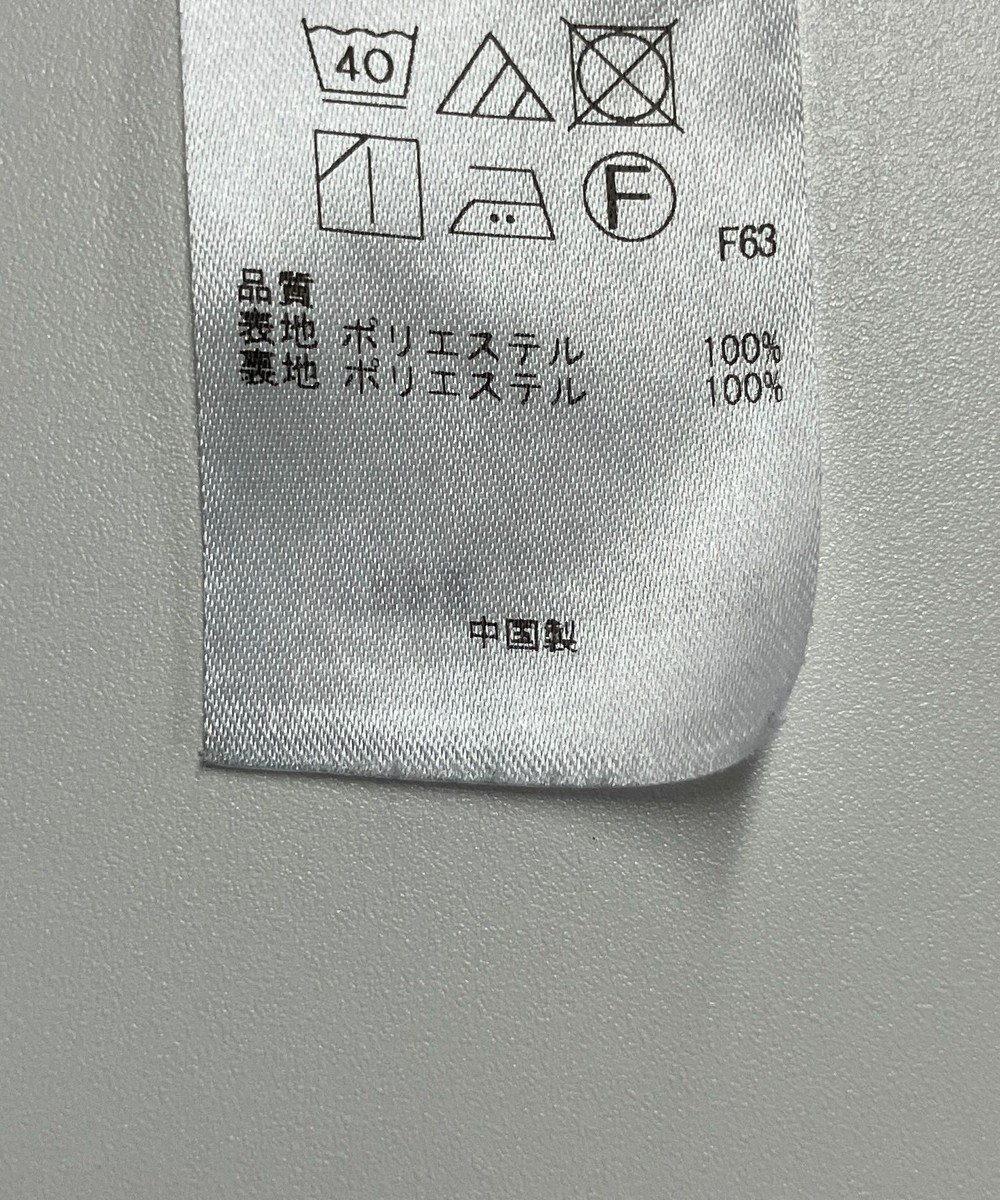 40
F
F63
品質
表地 ポリエステル 100%
裏地 ポリエステル 100%
中国製